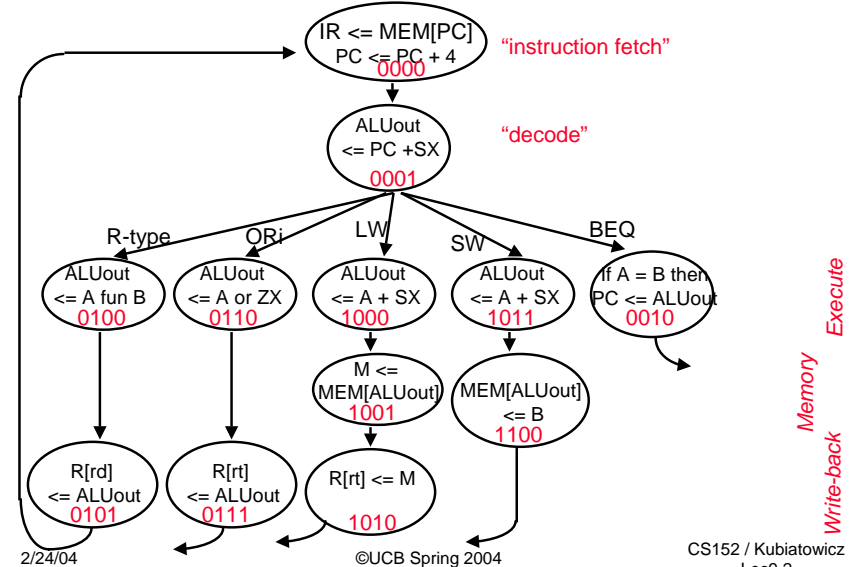 IR <= MEM[PC]
PC <= PC + 4
0000
"instruction fetch"
ALUout
<= PC +SX
0001
"decode"
R-type
ORi
LW
SW
BEQ
ALUout
<= A fun B
0100
ALUout
<= A or ZX
0110
ALUout
<= A + SX
1000
ALUout
<= A + SX
1011
If A = B then
PC <= ALUout
0010
Execute
M <=
MEM[ALUout]
1001
MEM[ALUout]
<= B
1100
Memory
R[rd]
<= ALUout
0101
R[rt]
<= ALUout
0111
R[rt] <= M
1010
Write-back
2/24/04
©UCB Spring 2004
CS152 / Kubiatowicz